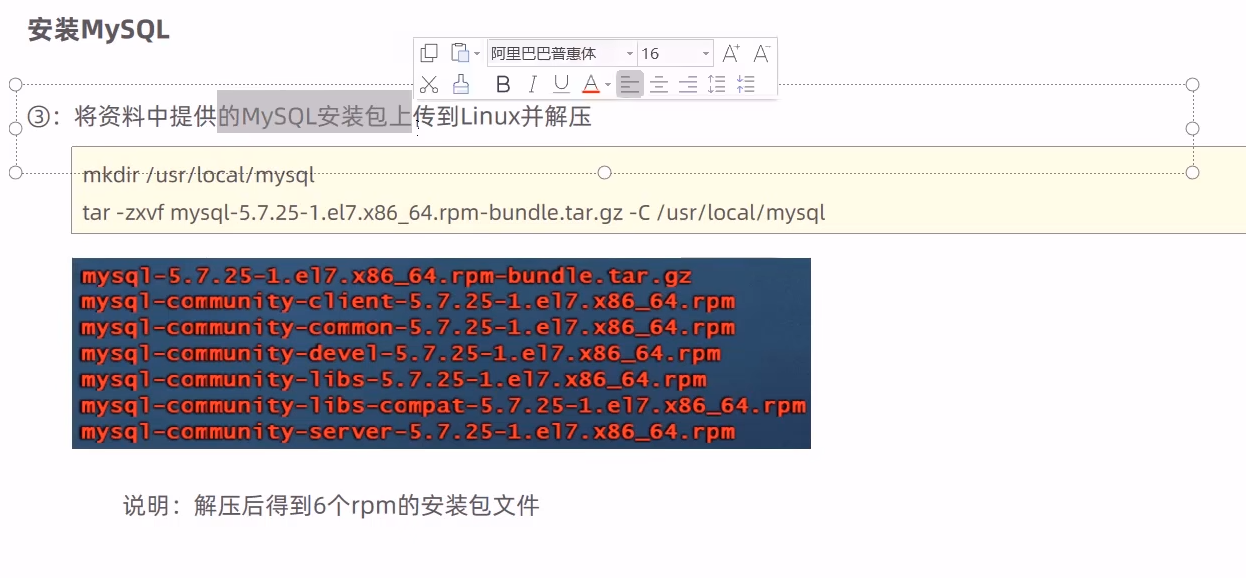 安装MySQL
阿里巴巴普惠体 16 A+ A-
B I U A
③：将资料中提供的MySQL安装包上传到Linux并解压
mkdir /usr/local/mysql
tar -zxvf mysql-5.7.25-1.el7.x86_64.rpm-bundle.tar.gz -C /usr/local/mysql
mysql-5.7.25-1.el7.x86_64.rpm-bundle.tar.gz
mysql-community-client-5.7.25-1.el7.x86_64.rpm
mysql-community-common-5.7.25-1.el7.x86_64.rpm
mysql-community-devel-5.7.25-1.el7.x86_64.rpm
mysql-community-libs-5.7.25-1.el7.x86_64.rpm
mysql-community-libs-compat-5.7.25-1.el7.x86_64.rpm
mysql-community-server-5.7.25-1.el7.x86_64.rpm
说明：解压后得到6个rpm的安装包文件